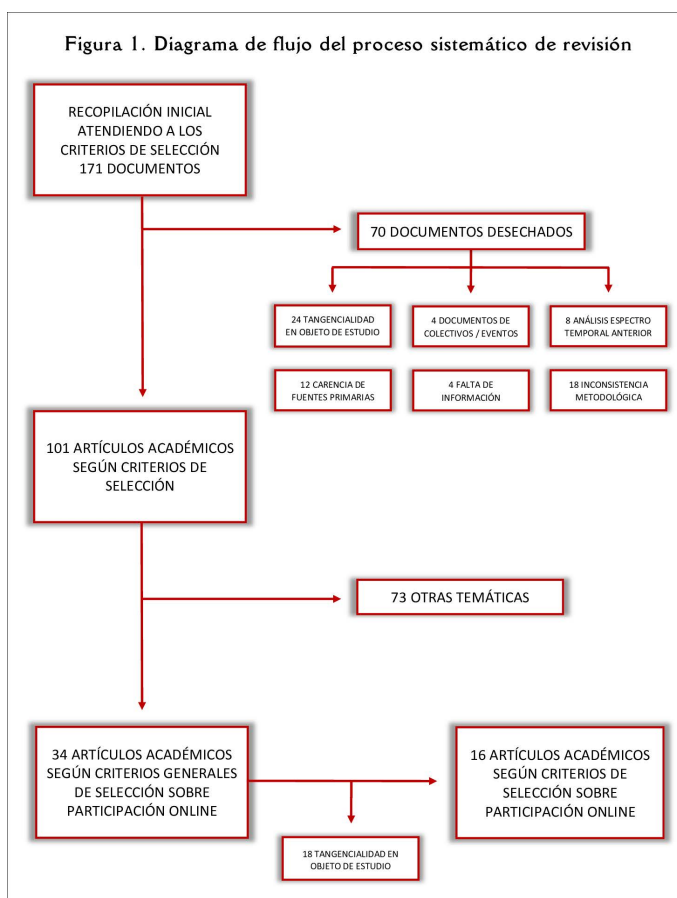 Figura 1. Diagrama de flujo del proceso sistemático de revisión
RECOPILACIÓN INICIAL
ATENDIENDO A LOS
CRITERIOS DE SELECCIÓN
171 DOCUMENTOS
70 DOCUMENTOS DESECHADOS
24 TANGENCIALIDAD
EN OBJETO DE ESTUDIO
4 DOCUMENTOS DE
COLECTIVOS / EVENTOS
8 ANÁLISIS ESPECTRO
TEMPORAL ANTERIOR
12 CARENCIA DE
FUENTES PRIMARIAS
4 FALTA DE
INFORMACIÓN
18 INCONSISTENCIA
METODOLÓGICA
101 ARTÍCULOS ACADÉMICOS
SEGÚN CRITERIOS DE
SELECCIÓN
73 OTRAS TEMÁTICAS
34 ARTÍCULOS ACADÉMICOS
SEGÚN CRITERIOS GENERALES
DE SELECCIÓN SOBRE
PARTICIPACIÓN ONLINE
16 ARTÍCULOS ACADÉMICOS
SEGÚN CRITERIOS DE
SELECCIÓN SOBRE
PARTICIPACIÓN ONLINE
18 TANGENCIALIDAD EN
OBJETO DE ESTUDIO